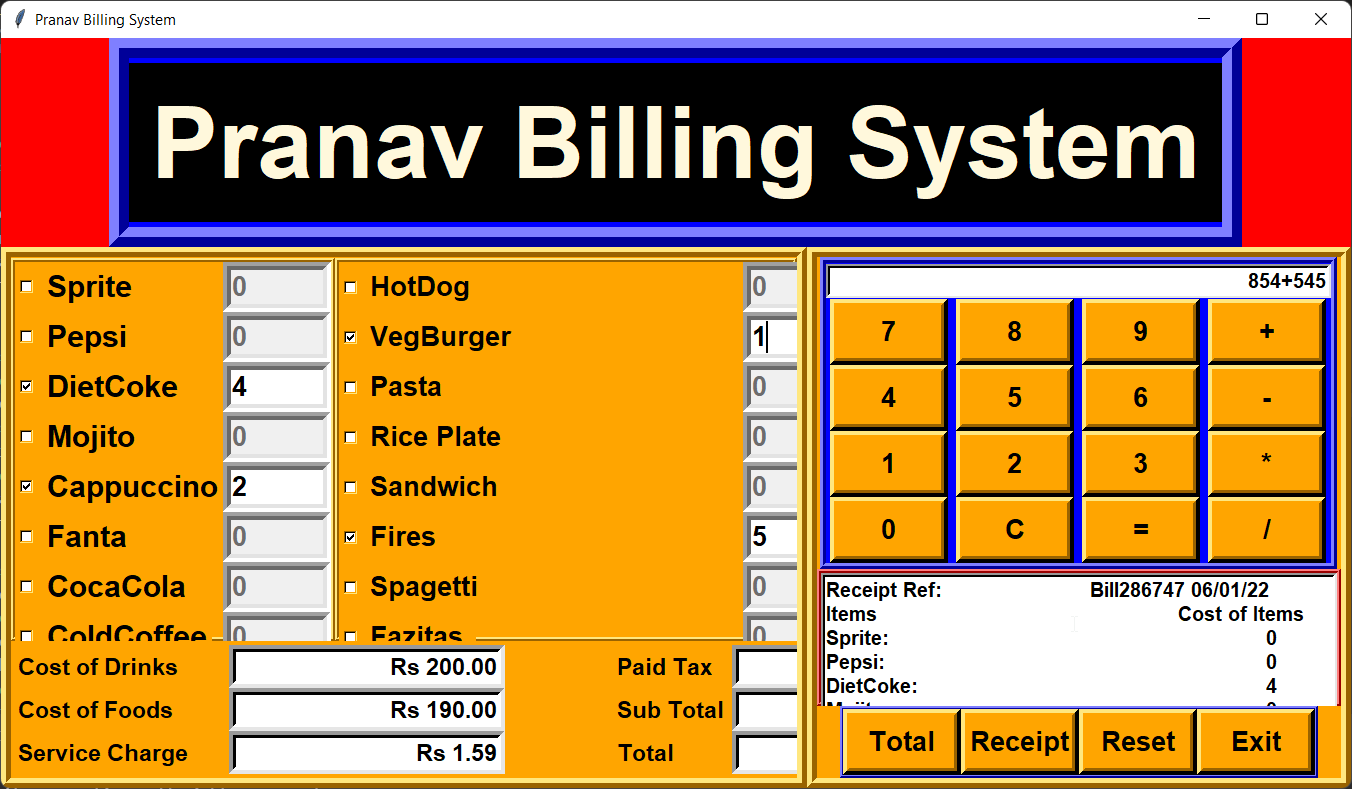 Pranav Billing System
Pranav Billing System
Sprite 0
Pepsi 0
DietCoke 4
Mojito 0
Cappuccino 2
Fanta 0
CocaCola 0
ColdCoffee 0
HotDog 0
VegBurger 1
Pasta 0
Rice Plate 0
Sandwich 0
Fires 5
Spagetti 0
Fazitas 0
Cost of Drinks Rs 200.00
Cost of Foods Rs 190.00
Service Charge Rs 1.59
Paid Tax
Sub Total
Total
854+545
7 8 9 +
4 5 6 -
1 2 3 *
0 C = /
Receipt Ref: Bill286747 06/01/22
Items Cost of Items
Sprite: 0
Pepsi: 0
DietCoke: 4
Total Receipt Reset Exit